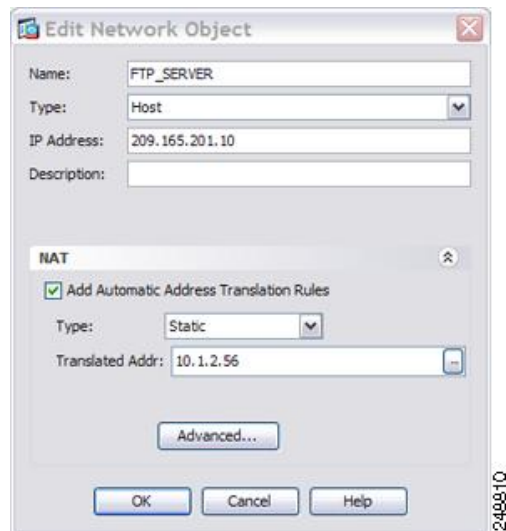 Edit Network Object
Name: FTP_SERVER
Type: Host
IP Address: 209.165.201.10
Description:
NAT
Add Automatic Address Translation Rules
Type: Static
Translated Addr: 10.1.2.56 ...
Advanced...
OK Cancel Help
248810